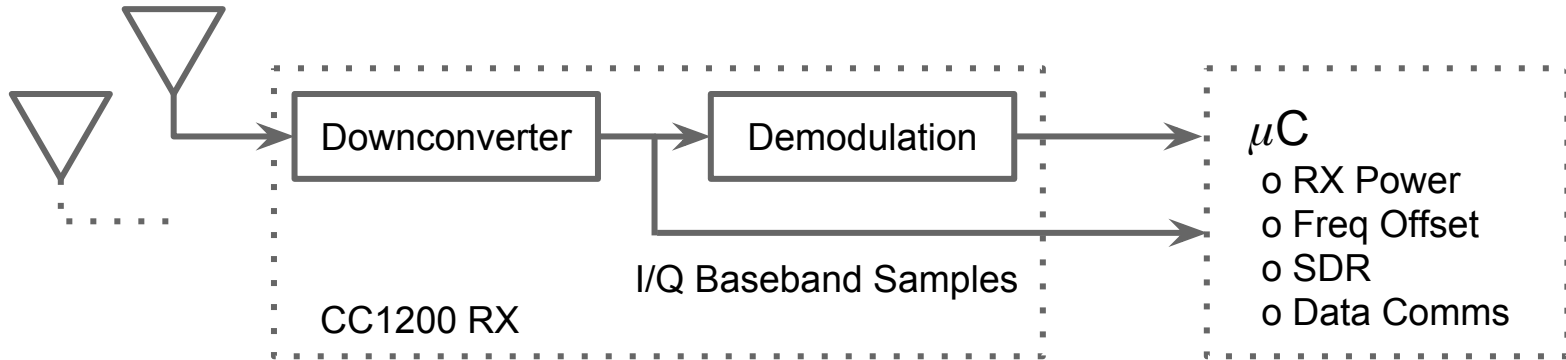 Downconverter
Demodulation
I/Q Baseband Samples
CC1200 RX
μC
o RX Power
o Freq Offset
o SDR
o Data Comms